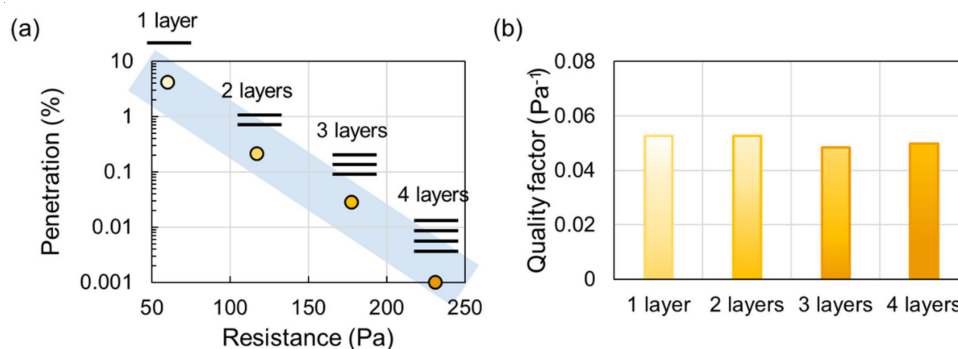 (a)
1 layer
2 layers
3 layers
4 layers
Penetration (%)
10
1
0.1
0.01
0.001
50
100
150
200
250
Resistance (Pa)
(b)
Quality factor (Pa⁻¹)
0.08
0.06
0.04
0.02
0
1 layer
2 layers
3 layers
4 layers